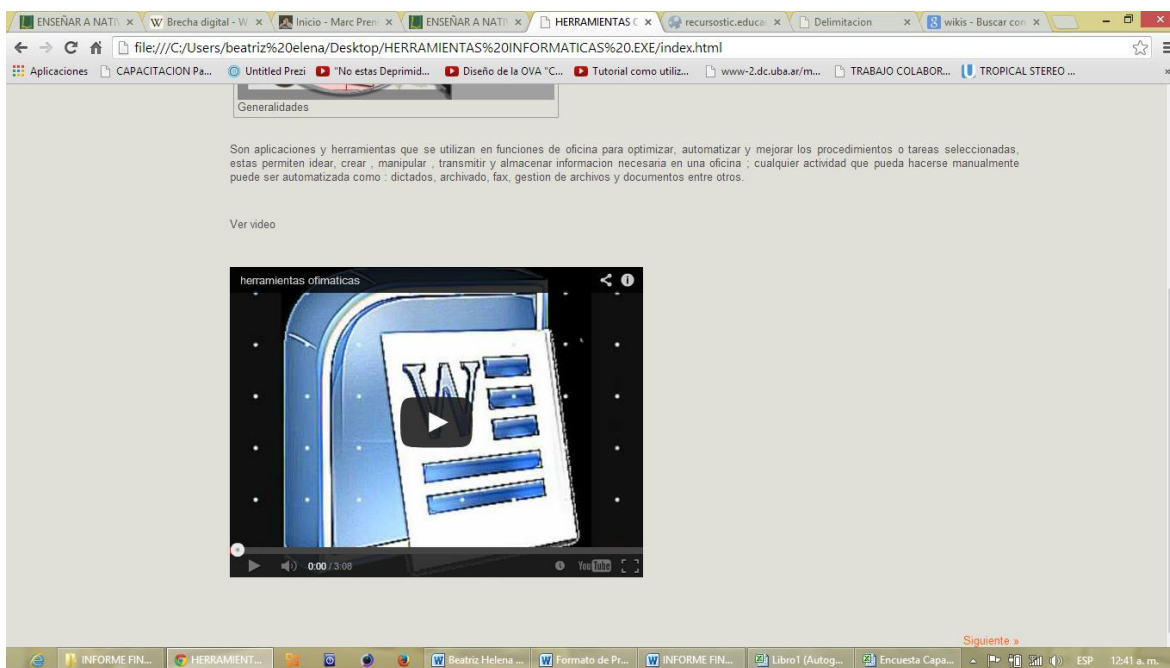 ENSEÑAR A NATI
Brecha digital - W
Inicio - Marc Pren
ENSEÑAR A NATI
HERRAMIENTAS
recursostic.educa
Delimitacion
wikis - Buscar con
file:///C:/Users/beatriz%20elena/Desktop/HERRAMIENTAS%20INFORMATICAS%20.EXE/index.html
Aplicaciones
CAPACITACION Pa...
Untitled Prezi
"No estas Deprimid...
Diseño de la OVA "C...
Tutorial como utiliz...
www-2.dc.uba.ar/m...
TRABAJO COLABOR...
TROPICAL STEREO ...
Generalidades
Son aplicaciones y herramientas que se utilizan en funciones de oficina para optimizar, automatizar y mejorar los procedimientos o tareas seleccionadas,
estas permiten idear, crear , manipular , transmitir y almacenar informacion necesaria en una oficina ; cualquier actividad que pueda hacerse manualmente
puede ser automatizada como : dictados, archivado, fax, gestion de archivos y documentos entre otros.
Ver video
herramientas ofimaticas
W
0:00 / 3:08
YouTube
Siguiente »
INFORME FIN...
HERRAMIENT...
Beatriz Helena ...
Formato de Pr...
INFORME FIN...
Libro1 (Autog...
Encuesta Capa...
ESP
12:41 a. m.